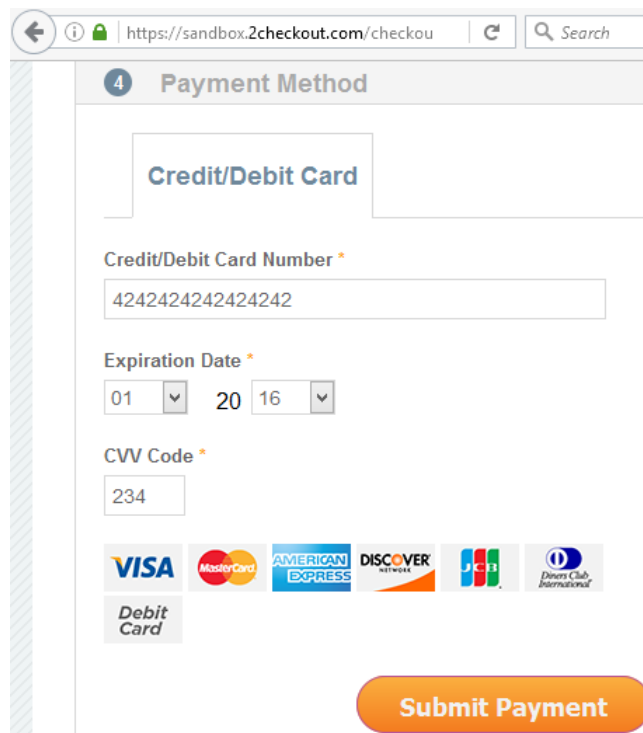 https://sandbox.2checkout.com/checkou
Search
4 Payment Method
Credit/Debit Card
Credit/Debit Card Number *
4242424242424242
Expiration Date *
01 20 16
CVV Code *
234
VISA MasterCard AMERICAN EXPRESS DISCOVER NETWORK JCB Diners Club International
Debit
Card
Submit Payment